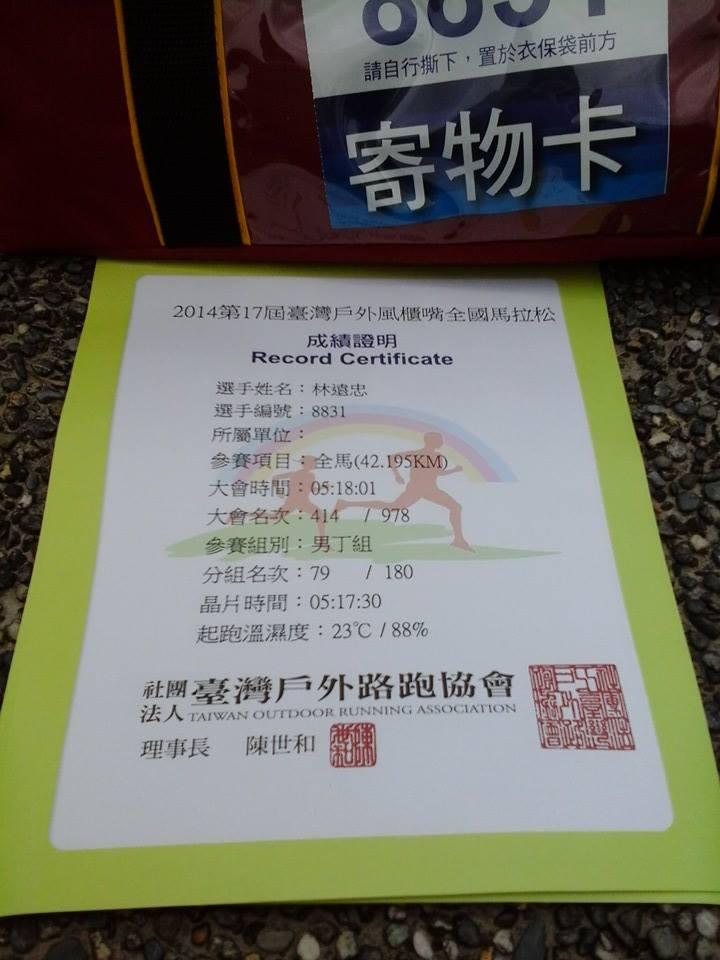 8831
請自行撕下，置於衣保袋前方
寄物卡
2014第17屆臺灣戶外風櫃嘴全國馬拉松
成績證明
Record Certificate
選手姓名：林遠忠
選手編號：8831
所屬單位：
參賽項目：全馬(42.195KM)
大會時間：05:18:01
大會名次：414 / 978
參賽組別：男丁組
分組名次：79 / 180
晶片時間：05:17:30
起跑溫濕度：23℃ / 88%
社團法人 臺灣戶外路跑協會
TAIWAN OUTDOOR RUNNING ASSOCIATION
理事長 陳世和